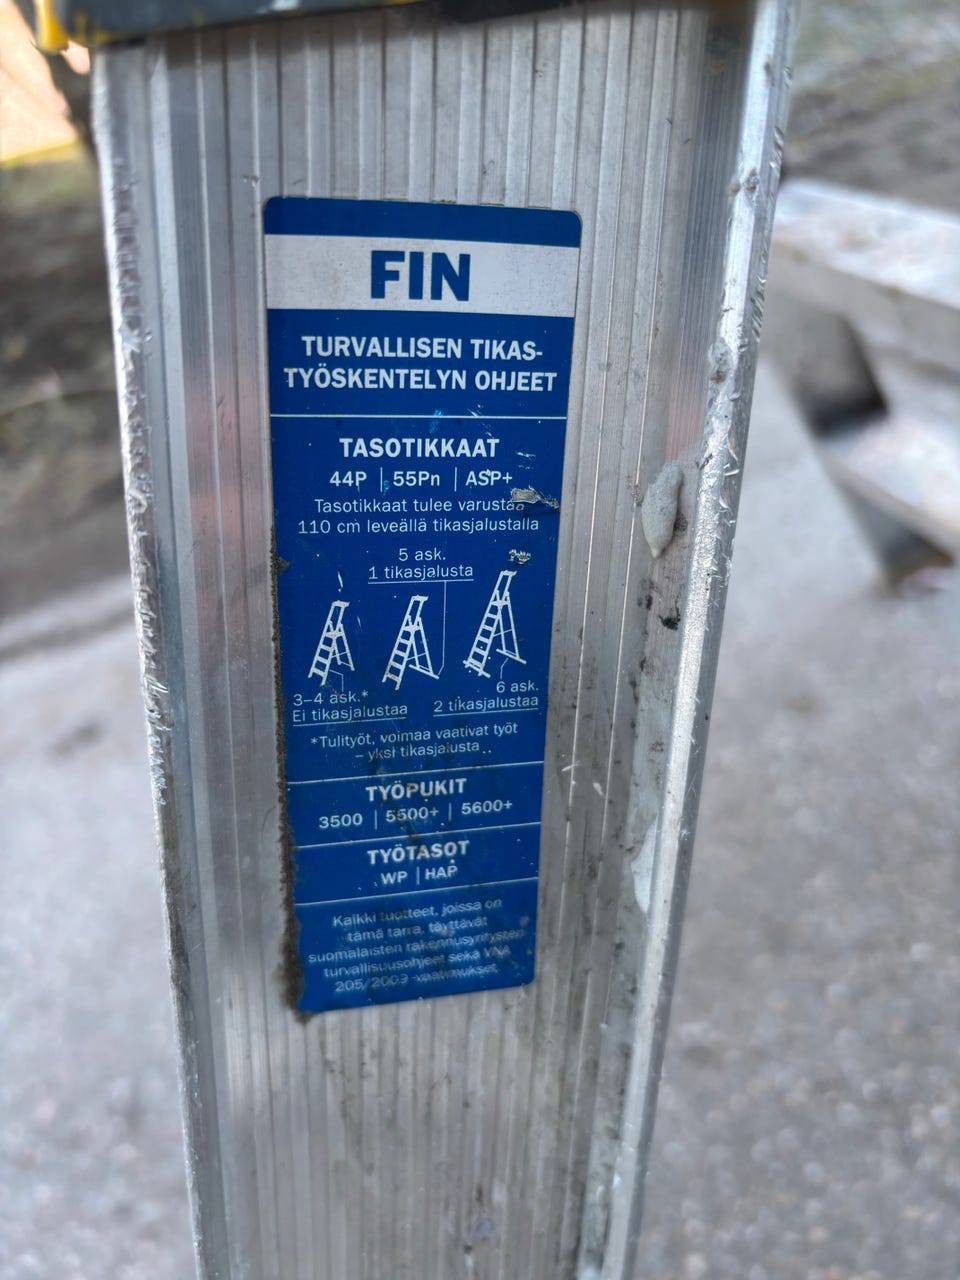 FIN
TURVALLISEN TIKAS-
TYÖSKENTELYN OHJEET
TASOTIKKAAT
44P | 55Pn | ASP+
Tasotikkaat tulee varustaa
110 cm leveällä tikasjalustalla
5 ask.
1 tikasjalusta
3–4 ask.*
Ei tikasjalustaa
6 ask.
2 tikasjalustaa
*Tulityöt, voimaa vaativat työt
– yksi tikasjalusta
TYÖPUKIT
3500 | 5500+ | 5600+
TYÖTASOT
WP | HAP
Kaikki tuotteet, joissa on
tämä tarra, täyttävät
suomalaisten rakennusyritysten
turvallisuusohjeet sekä VNA
205/2009 -vaatimukset